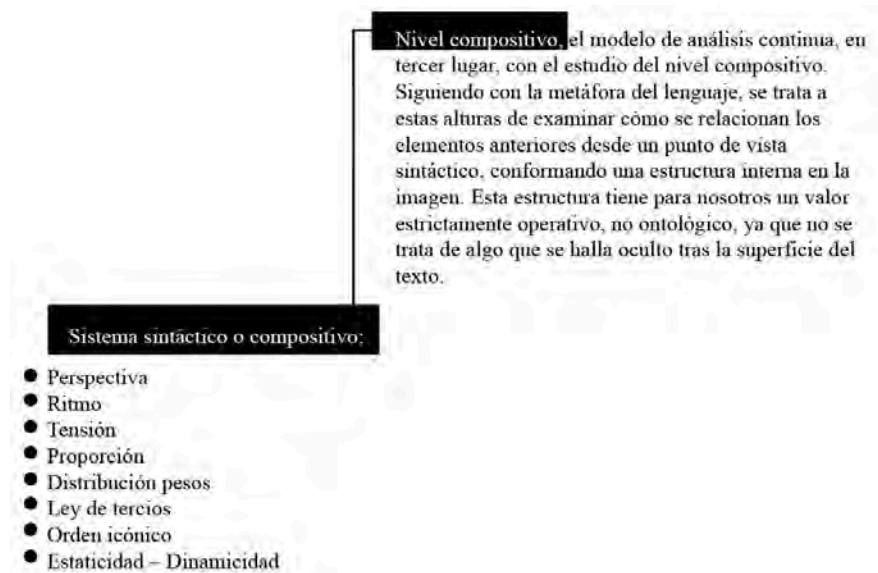 Nivel compositivo, el modelo de análisis continua, en
tercer lugar, con el estudio del nivel compositivo.
Siguiendo con la metáfora del lenguaje, se trata a
estas alturas de examinar cómo se relacionan los
elementos anteriores desde un punto de vista
sintáctico, conformando una estructura interna en la
imagen. Esta estructura tiene para nosotros un valor
estrictamente operativo, no ontológico, ya que no se
trata de algo que se halla oculto tras la superficie del
texto.
Sistema sintáctico o compositivo:
● Perspectiva
● Ritmo
● Tensión
● Proporción
● Distribución pesos
● Ley de tercios
● Orden icónico
● Estaticidad – Dinamicidad